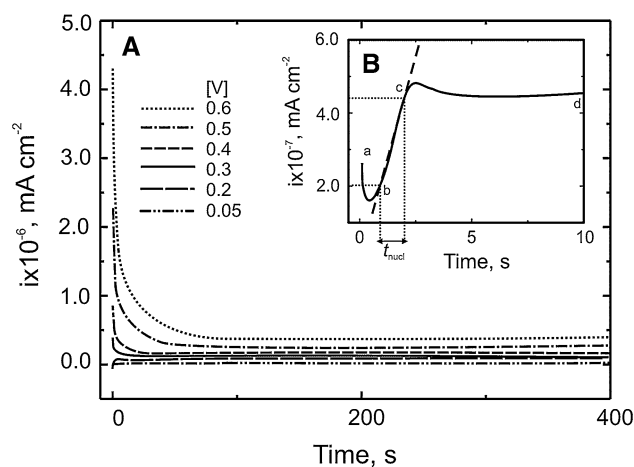 A
[V]
0.6
0.5
0.4
0.3
0.2
0.05
5.0
4.0
3.0
2.0
1.0
0.0
ix10-6, mA cm-2
0
200
400
Time, s
B
6.0
4.0
2.0
ix10-7, mA cm-2
a
b
c
d
0
5
10
tnucl
Time, s